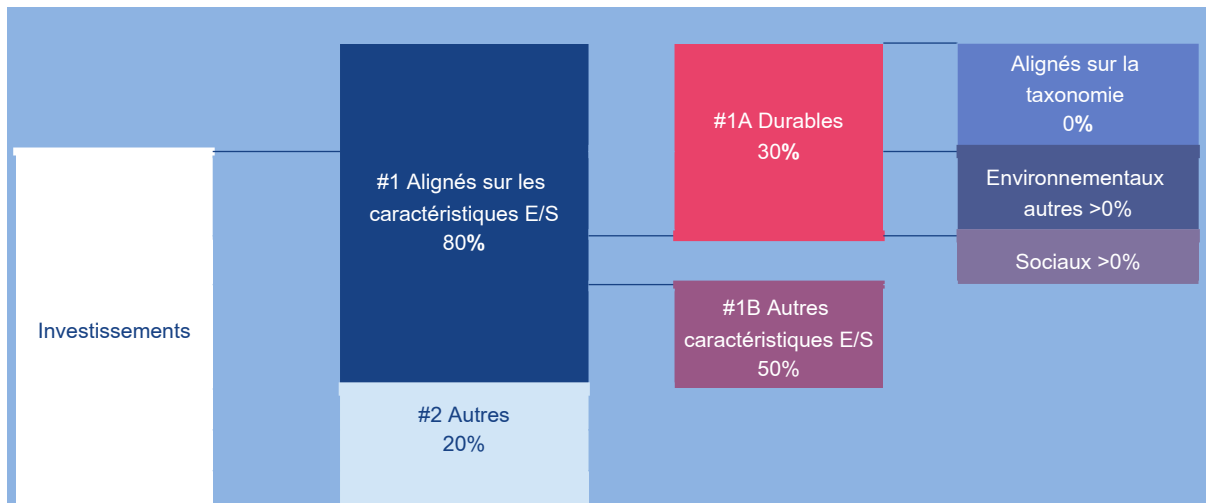 Investissements
#1 Alignés sur les
caractéristiques E/S
80%
#2 Autres
20%
#1A Durables
30%
#1B Autres
caractéristiques E/S
50%
Alignés sur la
taxonomie
0%
Environnementaux
autres >0%
Sociaux >0%